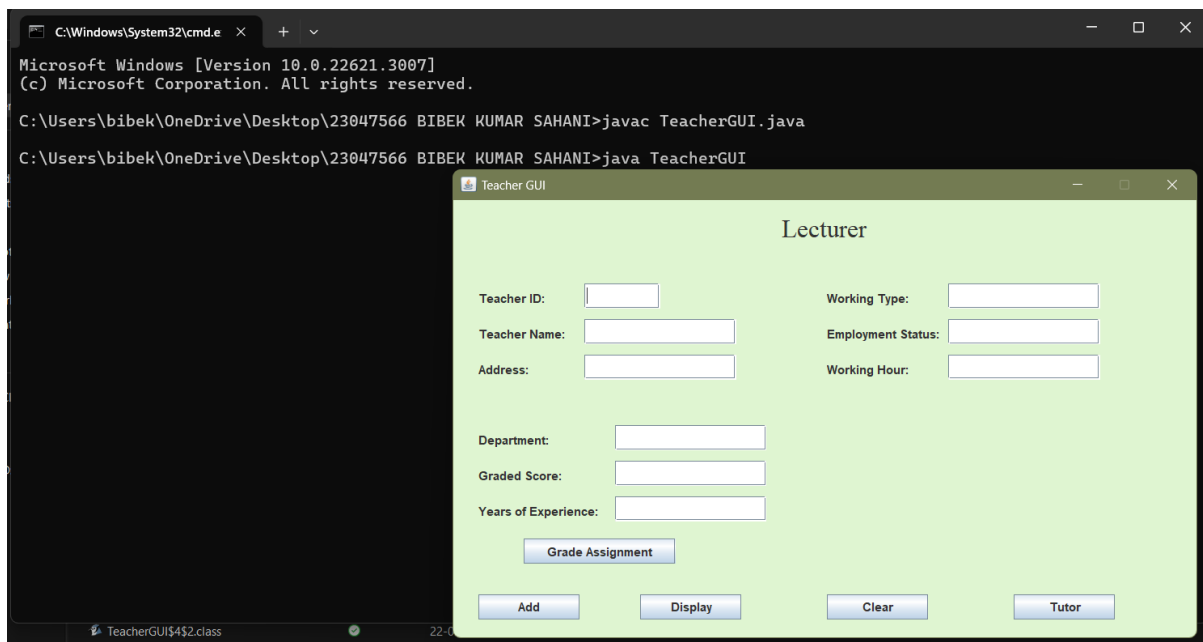 C:\Windows\System32\cmd.e
Microsoft Windows [Version 10.0.22621.3007]
(c) Microsoft Corporation. All rights reserved.
C:\Users\bibek\OneDrive\Desktop\23047566 BIBEK KUMAR SAHANI>javac TeacherGUI.java
C:\Users\bibek\OneDrive\Desktop\23047566 BIBEK KUMAR SAHANI>java TeacherGUI
Teacher GUI
Lecturer
Teacher ID:
Working Type:
Teacher Name:
Employment Status:
Address:
Working Hour:
Department:
Graded Score:
Years of Experience:
Grade Assignment
Add
Display
Clear
Tutor
TeacherGUI$4$2.class
22-0